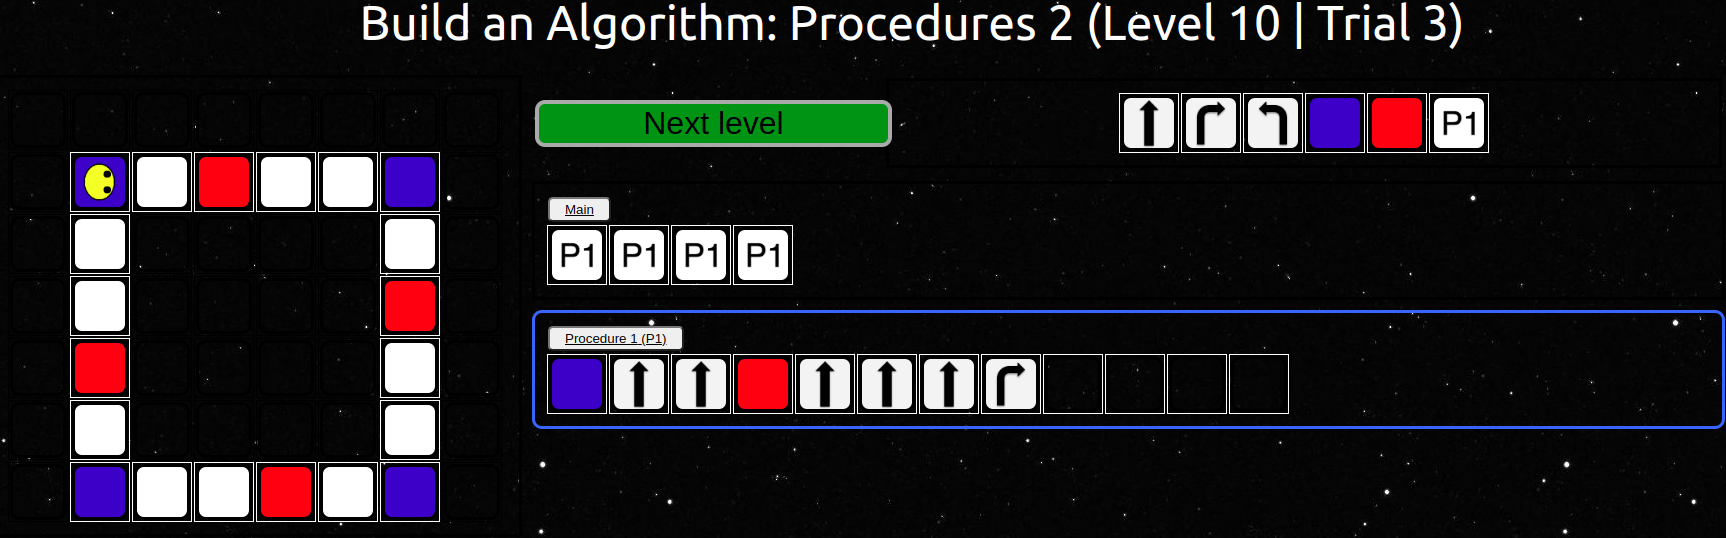 Build an Algorithm: Procedures 2 (Level 10 | Trial 3)
Next level
P1
Main
P1 P1 P1 P1
Procedure 1 (P1)